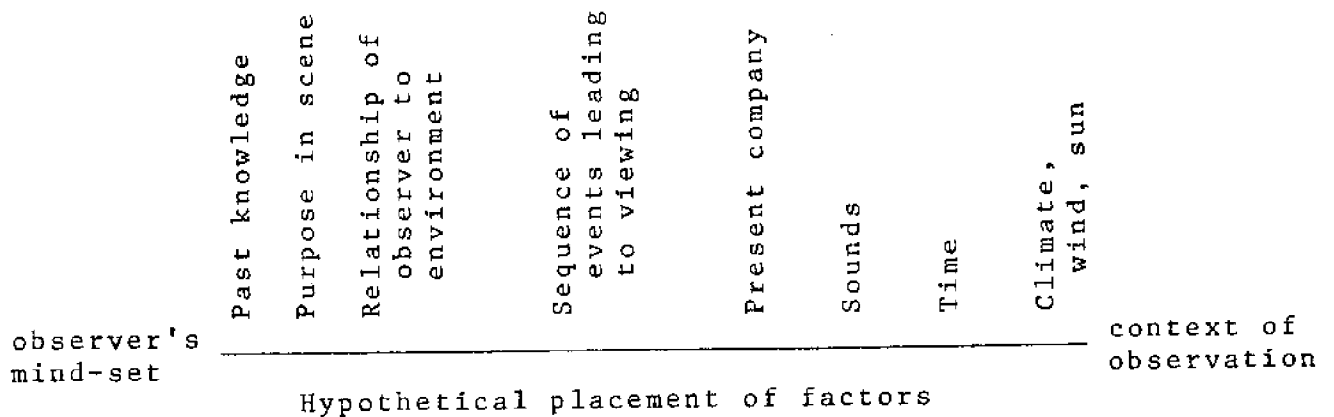 Past knowledge
Purpose in scene
Relationship of
observer to
environment
Sequence of
events leading
to viewing
Present company
Sounds
Time
Climate,
wind, sun
observer's
mind-set
context of
observation
Hypothetical placement of factors